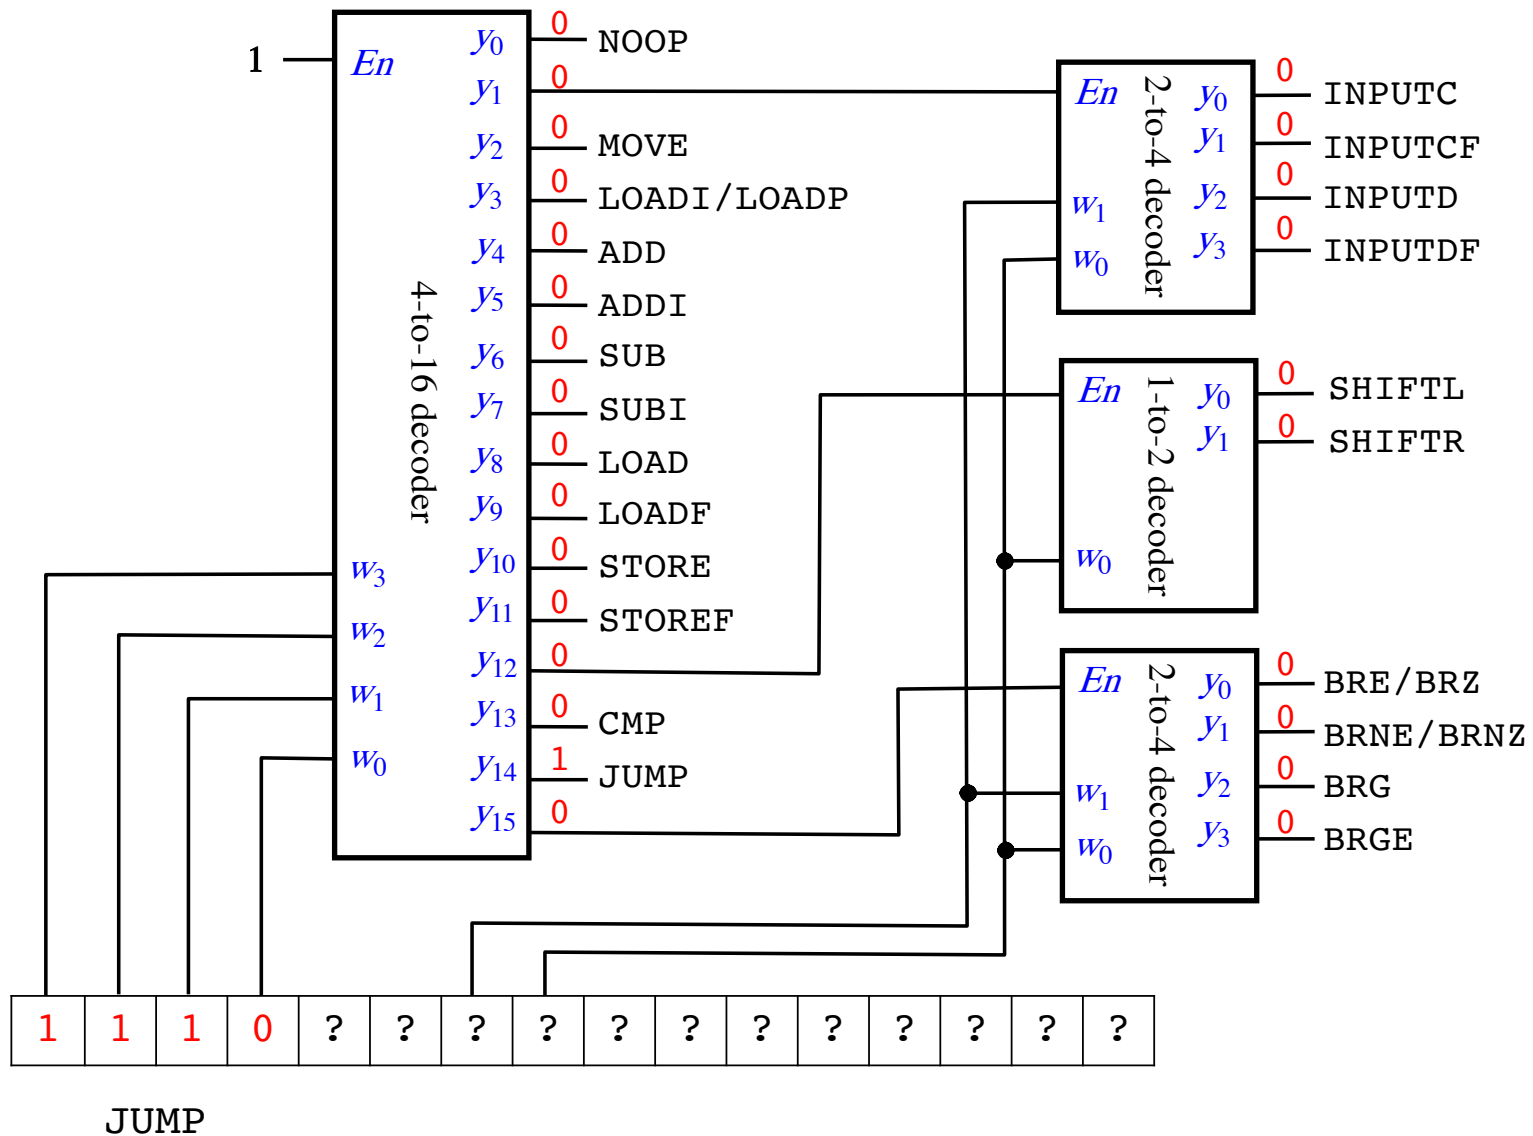 1
En
w3
w2
w1
w0
4-to-16 decoder
y0 0 NOOP
y1 0
y2 0 MOVE
y3 0 LOADI/LOADP
y4 0 ADD
y5 0 ADDI
y6 0 SUB
y7 0 SUBI
y8 0 LOAD
y9 0 LOADF
y10 0 STORE
y11 0 STOREF
y12 0
y13 0 CMP
y14 1 JUMP
y15 0
En
w1
w0
2-to-4 decoder
y0 0 INPUTC
y1 0 INPUTCF
y2 0 INPUTD
y3 0 INPUTDF
En
w0
1-to-2 decoder
y0 0 SHIFTL
y1 0 SHIFTR
En
w1
w0
2-to-4 decoder
y0 0 BRE/BRZ
y1 0 BRNE/BRNZ
y2 0 BRG
y3 0 BRGE
1 1 1 0 ? ? ? ? ? ? ? ? ? ? ? ?
JUMP